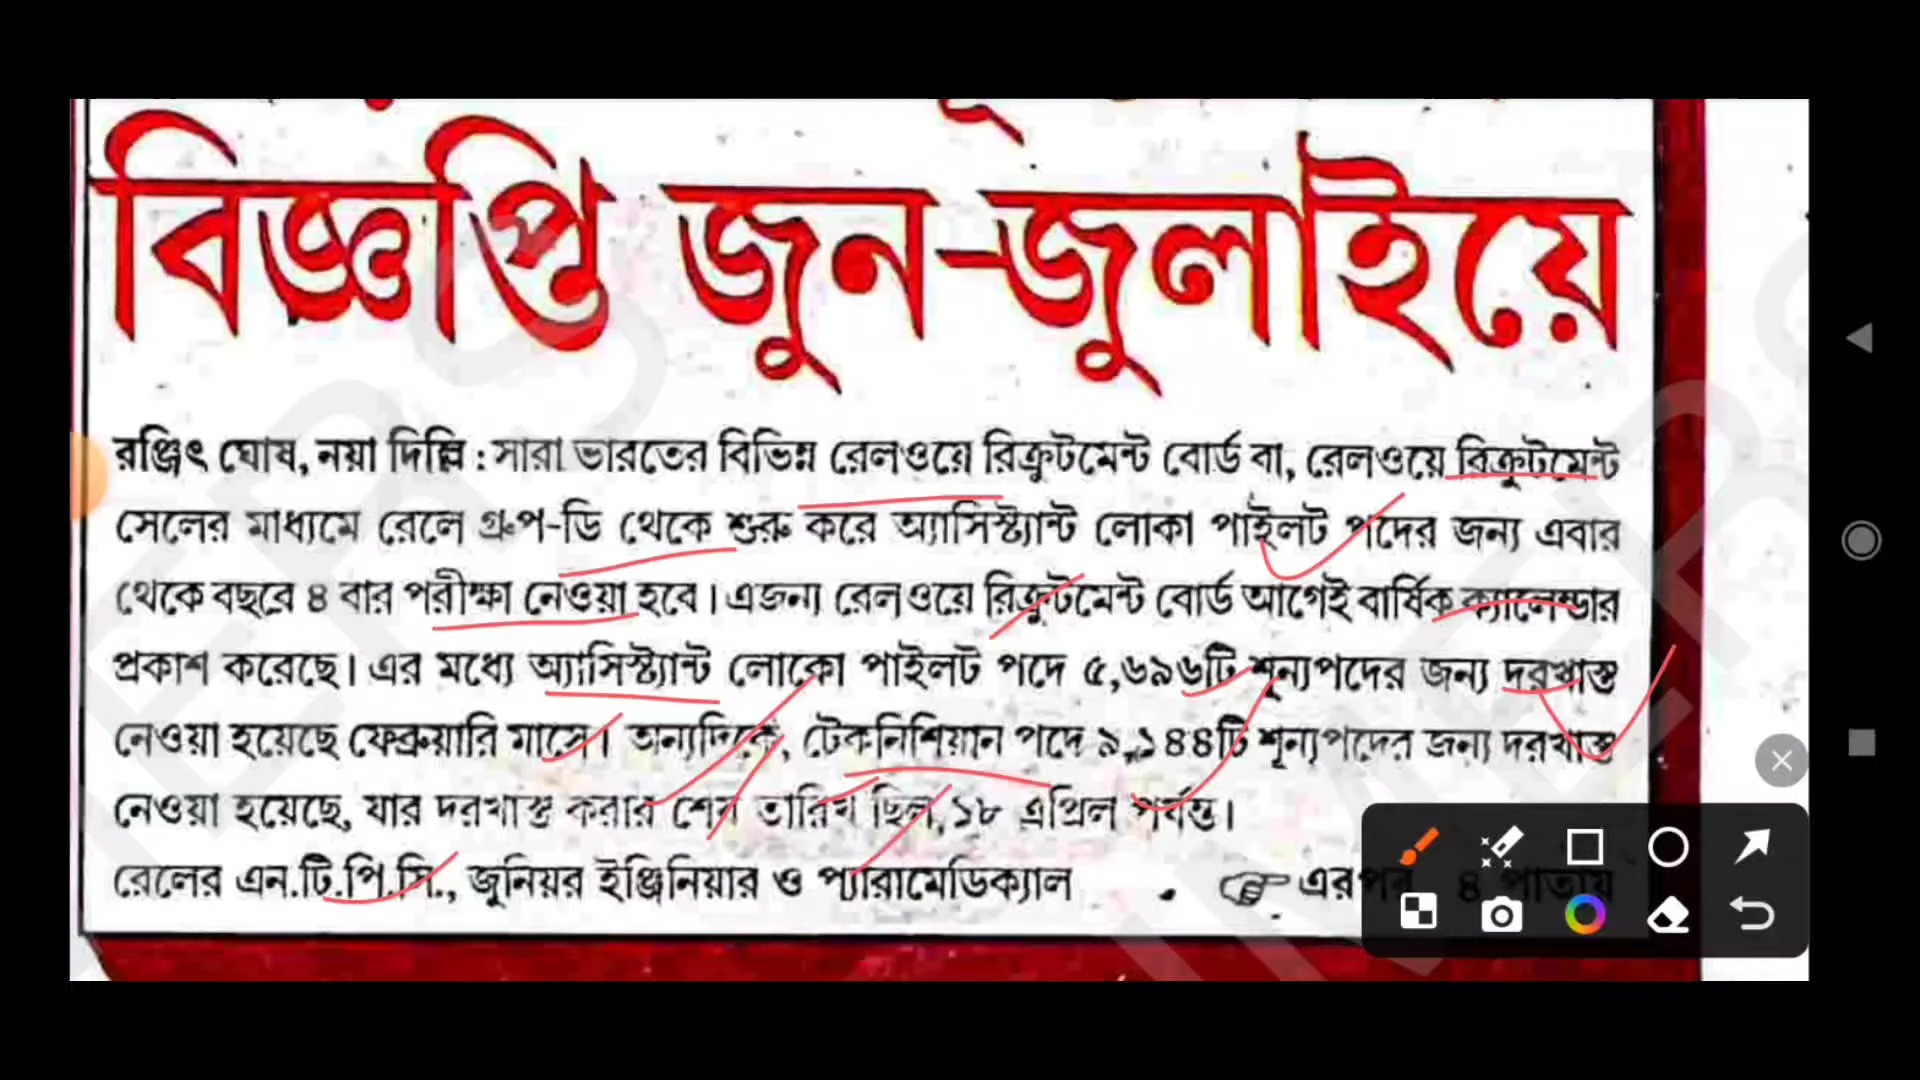 বিজ্ঞপ্তি জুন-জুলাইয়ে
রঞ্জিৎ ঘোষ, নয়া দিল্লি : সারা ভারতের বিভিন্ন রেলওয়ে রিক্রুটমেন্ট বোর্ড বা, রেলওয়ে রিক্রুটমেন্ট
সেলের মাধ্যমে রেলে গ্রুপ-ডি থেকে শুরু করে অ্যাসিস্ট্যান্ট লোকা পাইলট পদের জন্য এবার
থেকে বছরে ৪ বার পরীক্ষা নেওয়া হবে। এজন্য রেলওয়ে রিক্রুটমেন্ট বোর্ড আগেই বার্ষিক ক্যালেন্ডার
প্রকাশ করেছে। এর মধ্যে অ্যাসিস্ট্যান্ট লোকো পাইলট পদে ৫,৬৯৬টি শূন্যপদের জন্য দরখাস্ত
নেওয়া হয়েছে ফেব্রুয়ারি মাসে। অন্যদিকে, টেকনিশিয়ান পদে ৯,১৪৪টি শূন্যপদের জন্য দরখাস্ত
নেওয়া হয়েছে, যার দরখাস্ত করার শেষ তারিখ ছিল, ১৮ এপ্রিল পর্যন্ত।
রেলের এন.টি.পি.সি., জুনিয়র ইঞ্জিনিয়ার ও প্যারামেডিক্যাল
এরপর ৪ পাতায়